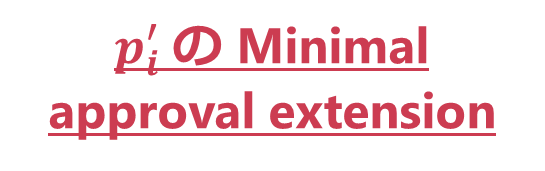 𝒑′ᵢ の Minimal
approval extension